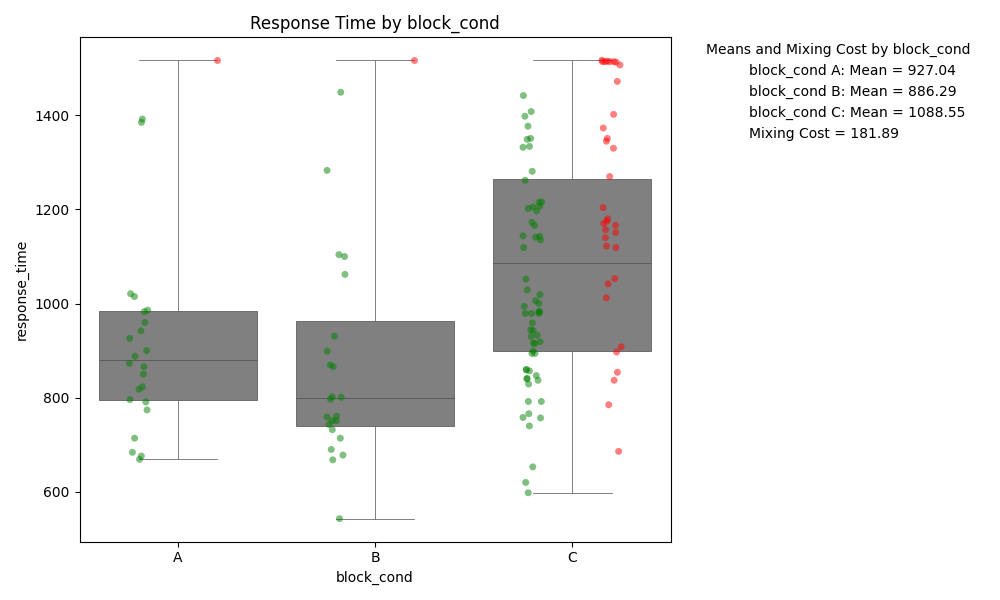 Response Time by block_cond
Means and Mixing Cost by block_cond
block_cond A: Mean = 927.04
block_cond B: Mean = 886.29
block_cond C: Mean = 1088.55
Mixing Cost = 181.89
response_time
1400
1200
1000
800
600
A
B
C
block_cond